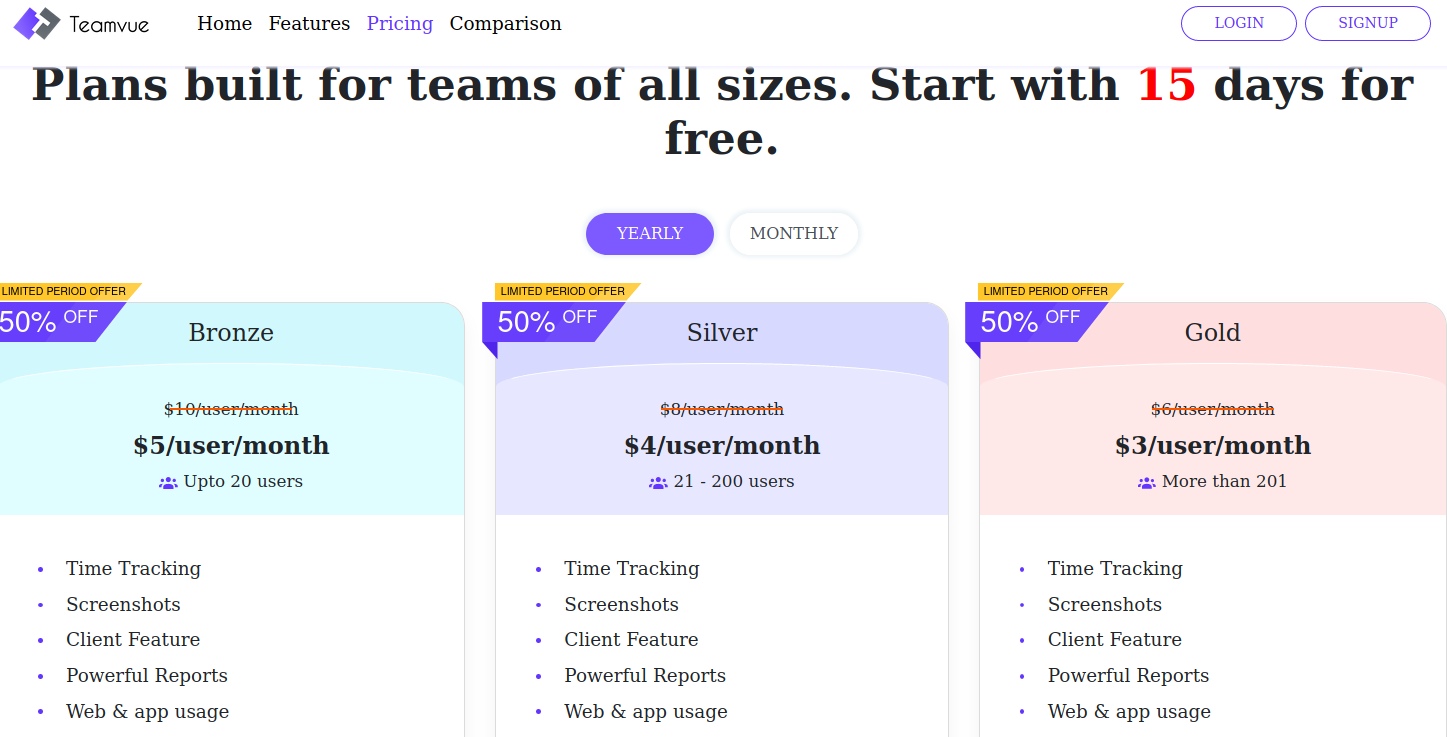 Teamvue Home Features Pricing Comparison LOGIN SIGNUP
Plans built for teams of all sizes. Start with 15 days for
free.
YEARLY MONTHLY
LIMITED PERIOD OFFER
50% OFF
Bronze
$10/user/month
$5/user/month
Upto 20 users
Time Tracking
Screenshots
Client Feature
Powerful Reports
Web & app usage
LIMITED PERIOD OFFER
50% OFF
Silver
$8/user/month
$4/user/month
21 - 200 users
Time Tracking
Screenshots
Client Feature
Powerful Reports
Web & app usage
LIMITED PERIOD OFFER
50% OFF
Gold
$6/user/month
$3/user/month
More than 201
Time Tracking
Screenshots
Client Feature
Powerful Reports
Web & app usage